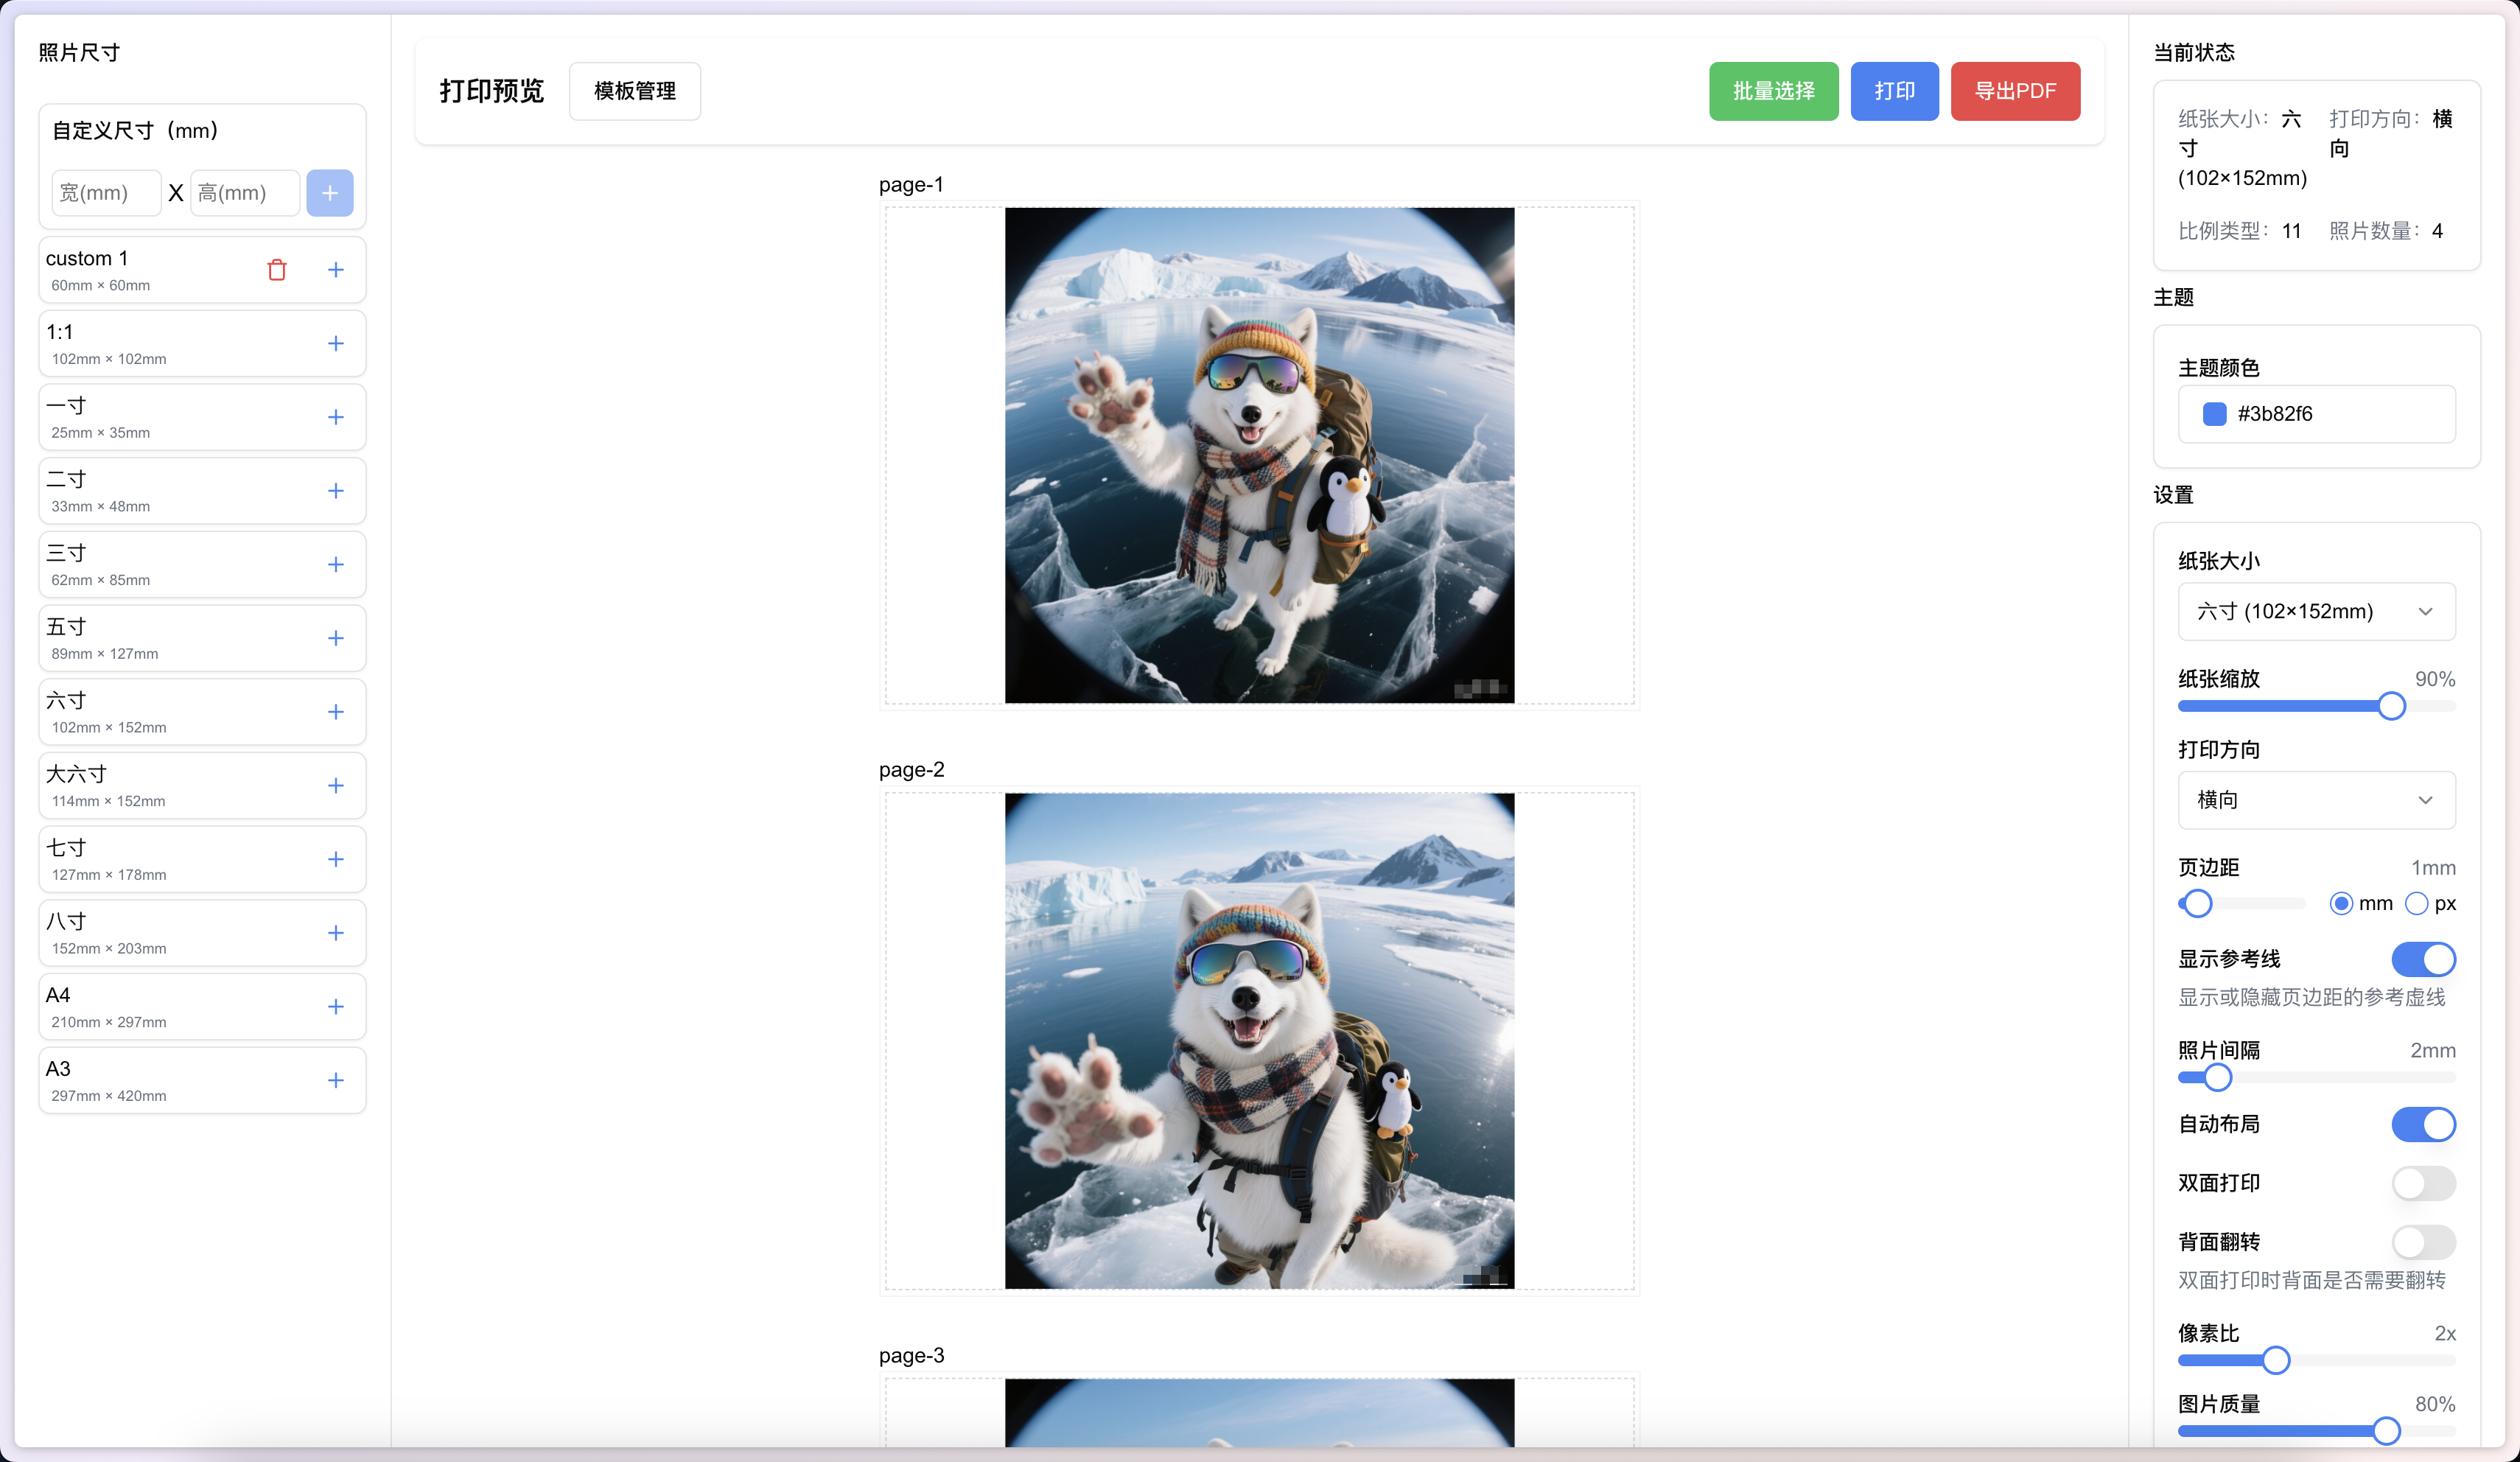 照片尺寸
自定义尺寸（mm）
宽(mm) X 高(mm) +
custom 1
60mm × 60mm
1:1
102mm × 102mm
一寸
25mm × 35mm
二寸
33mm × 48mm
三寸
62mm × 85mm
五寸
89mm × 127mm
六寸
102mm × 152mm
大六寸
114mm × 152mm
七寸
127mm × 178mm
八寸
152mm × 203mm
A4
210mm × 297mm
A3
297mm × 420mm
打印预览 模板管理 批量选择 打印 导出PDF
page-1
page-2
page-3
当前状态
纸张大小：六寸 (102×152mm)
打印方向：横向
比例类型：11 照片数量：4
主题
主题颜色
#3b82f6
设置
纸张大小
六寸 (102×152mm)
纸张缩放 90%
打印方向
横向
页边距 1mm
mm px
显示参考线
显示或隐藏页边距的参考虚线
照片间隔 2mm
自动布局
双面打印
背面翻转
双面打印时背面是否需要翻转
像素比 2x
图片质量 80%